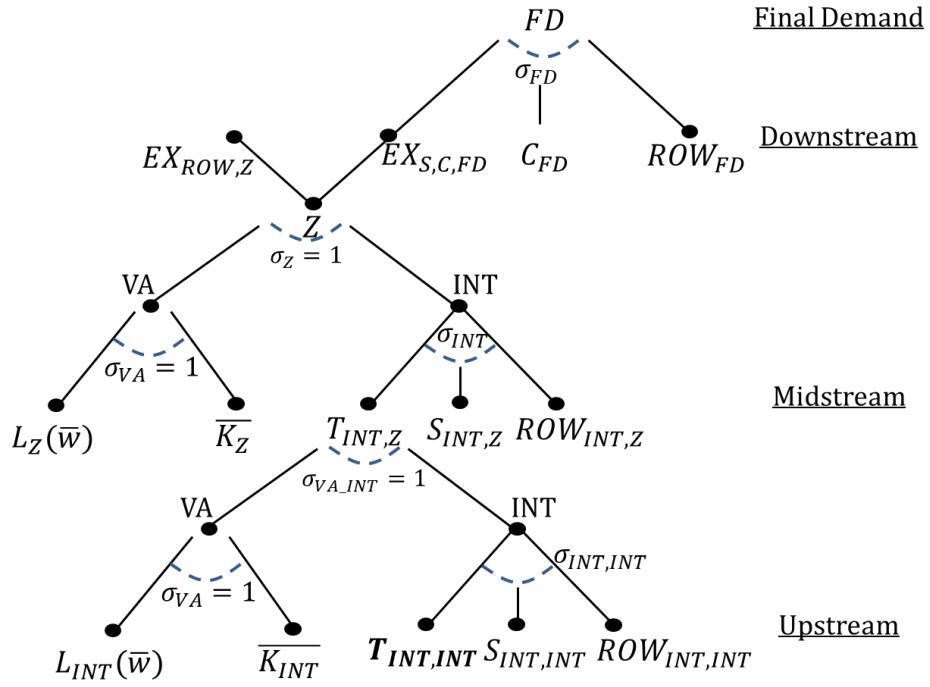 FD Final Demand
σ_FD
EX_ROW,Z EX_S,C,FD C_FD ROW_FD Downstream
Z
σ_Z = 1
VA INT
σ_VA = 1 σ_INT
L_Z(w̅) K̅_Z̅ T_INT,Z S_INT,Z ROW_INT,Z Midstream
σ_VA_INT = 1
VA INT
σ_VA = 1 σ_INT,INT
L_INT(w̅) K̅_I̅N̅T̅ T_INT,INT S_INT,INT ROW_INT,INT Upstream